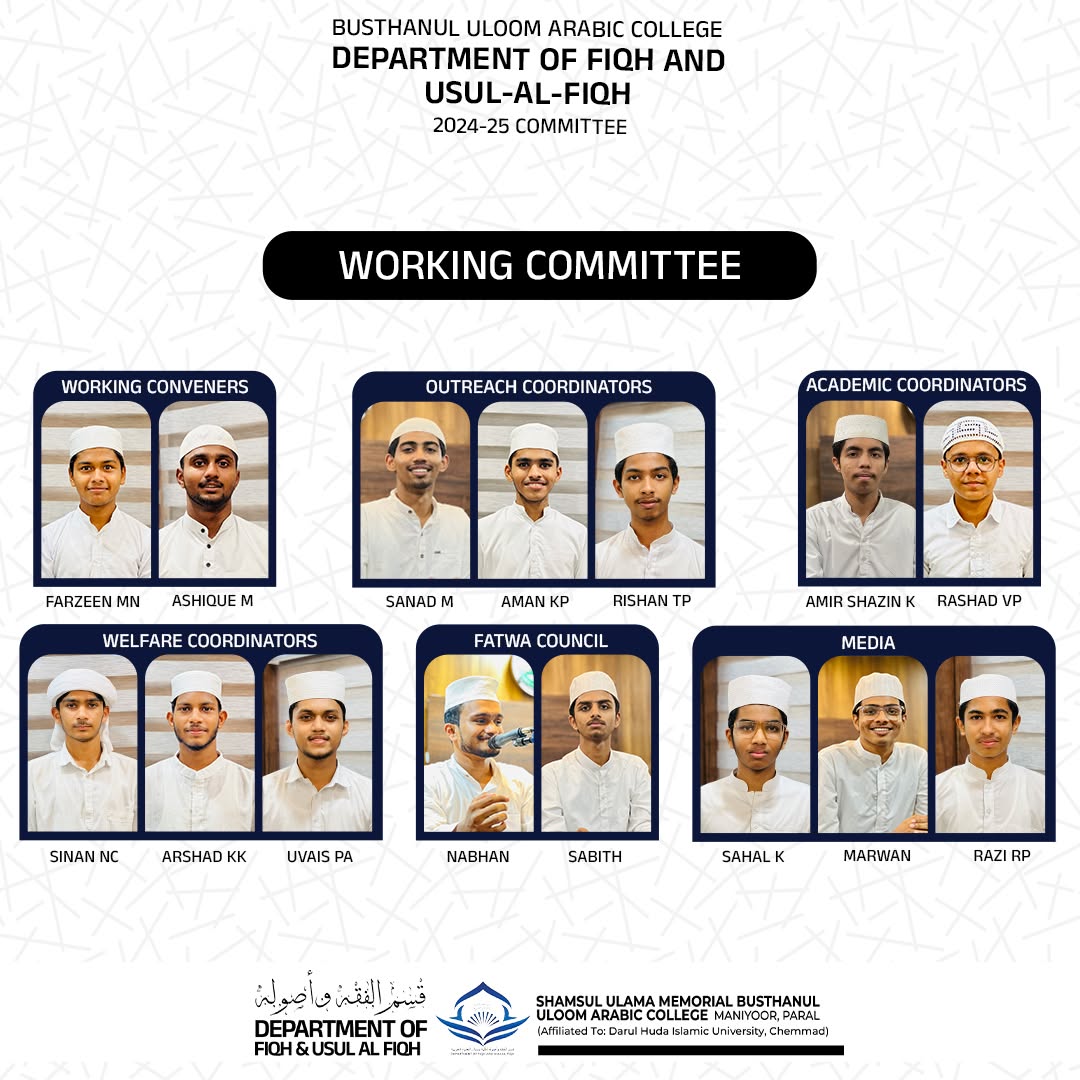 BUSTHANUL ULOOM ARABIC COLLEGE
DEPARTMENT OF FIQH AND
USUL-AL-FIQH
2024-25 COMMITTEE
WORKING COMMITTEE
WORKING CONVENERS
FARZEEN MN
ASHIQUE M
OUTREACH COORDINATORS
SANAD M
AMAN KP
RISHAN TP
ACADEMIC COORDINATORS
AMIR SHAZIN K
RASHAD VP
WELFARE COORDINATORS
SINAN NC
ARSHAD KK
UVAIS PA
FATWA COUNCIL
NABHAN
SABITH
MEDIA
SAHAL K
MARWAN
RAZI RP
قسم الفقه وأصوله
DEPARTMENT OF
FIQH & USUL AL FIQH
SHAMSUL ULAMA MEMORIAL BUSTHANUL
ULOOM ARABIC COLLEGE MANIYOOR, PARAL
(Affiliated To: Darul Huda Islamic University, Chemmad)